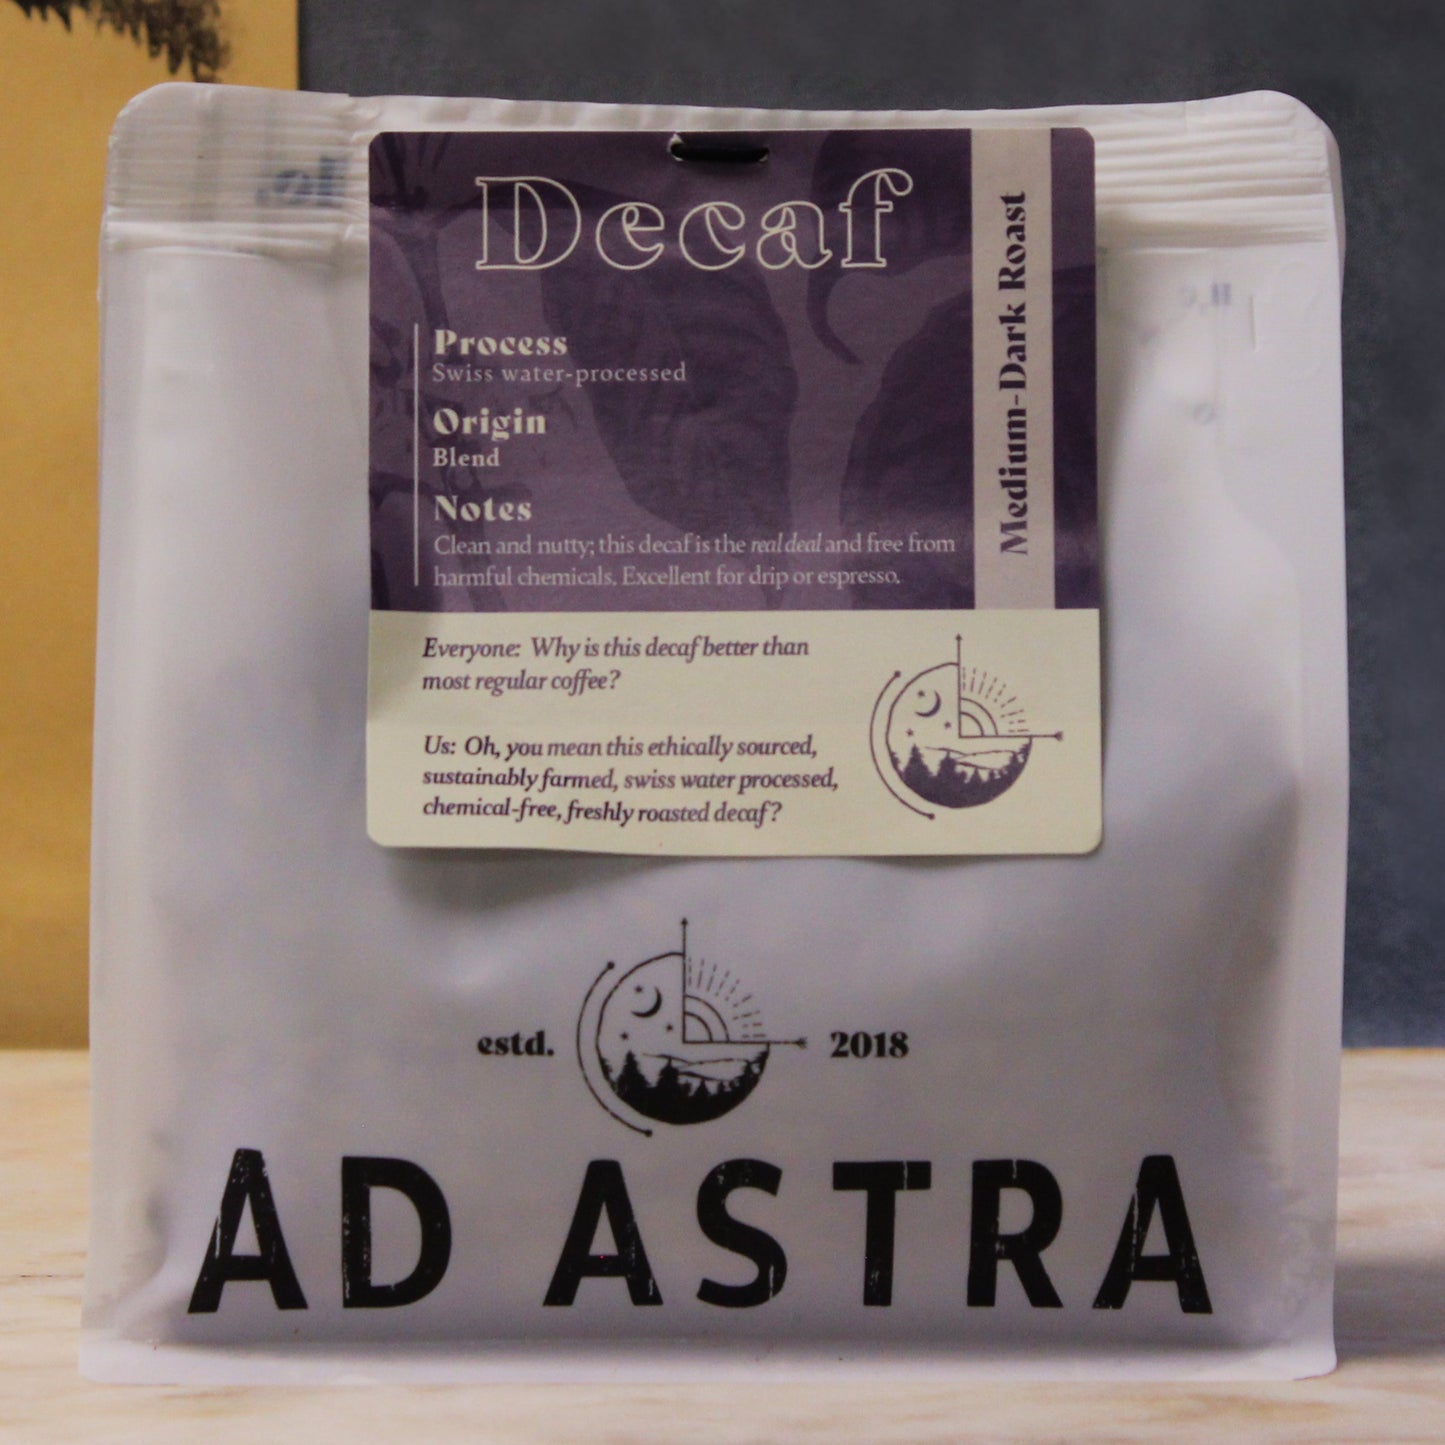 Decaf
Medium-Dark Roast
Process
Swiss water-processed
Origin
Blend
Notes
Clean and nutty; this decaf is the real deal and free from
harmful chemicals. Excellent for drip or espresso.
Everyone: Why is this decaf better than
most regular coffee?
Us: Oh, you mean this ethically sourced,
sustainably farmed, swiss water processed,
chemical-free, freshly roasted decaf?
estd. 2018
AD ASTRA